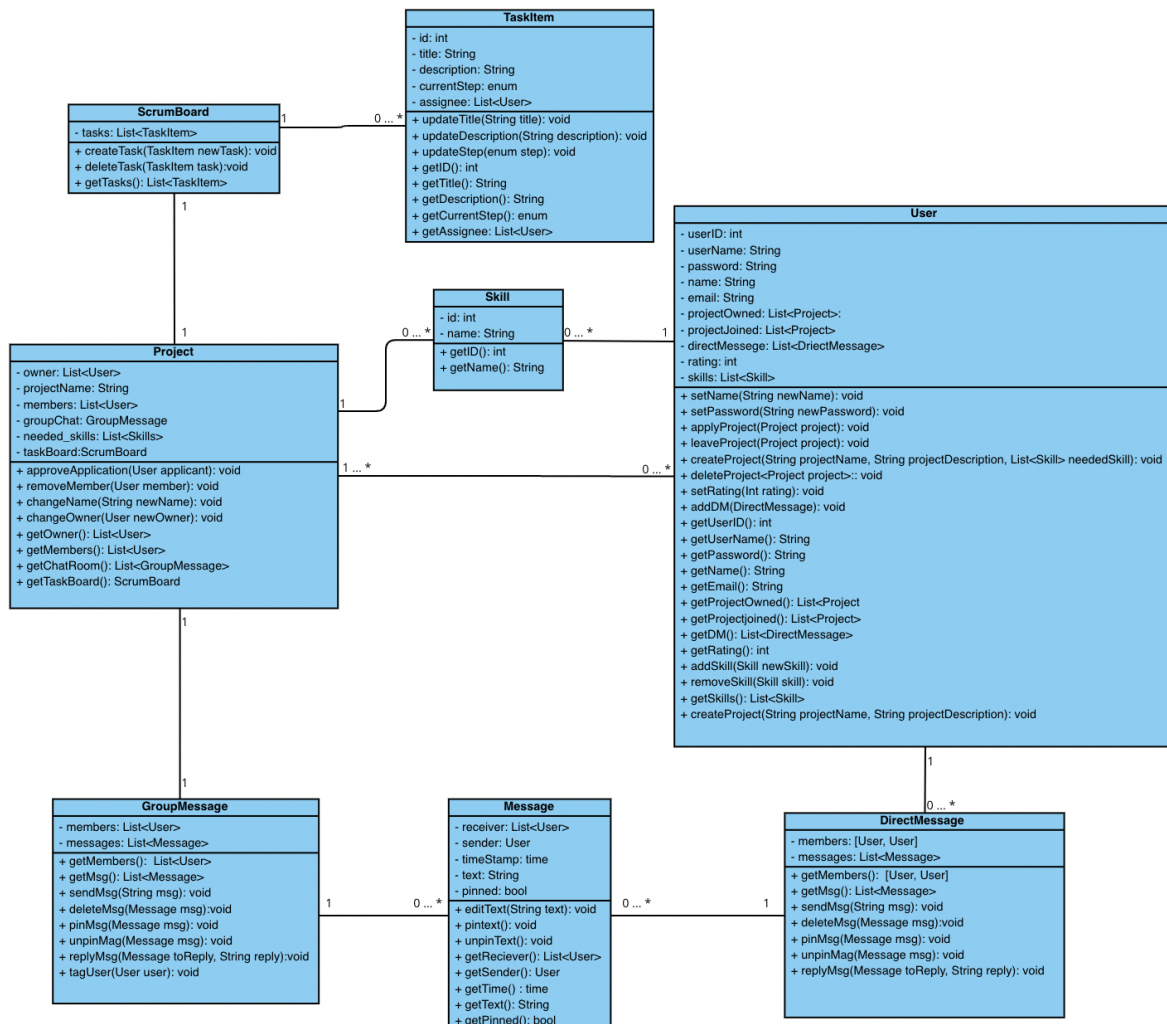 TaskItem
- id: int
- title: String
- description: String
- currentStep: enum
- assignee: List<User>
+ updateTitle(String title): void
+ updateDescription(String description): void
+ updateStep(enum step): void
+ getID(): int
+ getTitle(): String
+ getDescription(): String
+ getCurrentStep(): enum
+ getAssignee: List<User>
ScrumBoard
- tasks: List<TaskItem>
+ createTask(TaskItem newTask): void
+ deleteTask(TaskItem task):void
+ getTasks(): List<TaskItem>
1
0 ... *
1
1
User
- userID: int
- userName: String
- password: String
- name: String
- email: String
- projectOwned: List<Project>:
- projectJoined: List<Project>
- directMessege: List<DriectMessage>
- rating: int
- skills: List<Skill>
+ setName(String newName): void
+ setPassword(String newPassword): void
+ applyProject(Project project): void
+ leaveProject(Project project): void
+ createProject(String projectName, String projectDescription, List<Skill> neededSkill): void
+ deleteProject<Project project>:: void
+ setRating(Int rating): void
+ addDM(DirectMessage): void
+ getUserID(): int
+ getUserName(): String
+ getPassword(): String
+ getName(): String
+ getEmail(): String
+ getProjectOwned(): List<Project
+ getProjectjoined(): List<Project>
+ getDM(): List<DirectMessage>
+ getRating(): int
+ addSkill(Skill newSkill): void
+ removeSkill(Skill skill): void
+ getSkills(): List<Skill>
+ createProject(String projectName, String projectDescription): void
Skill
- id: int
- name: String
+ getID(): int
+ getName(): String
0 ... *
0 ... *
1
1
Project
- owner: List<User>
- projectName: String
- members: List<User>
- groupChat: GroupMessage
- needed_skills: List<Skills>
- taskBoard:ScrumBoard
+ approveApplication(User applicant): void
+ removeMember(User member): void
+ changeName(String newName): void
+ changeOwner(User newOwner): void
+ getOwner(): List<User>
+ getMembers(): List<User>
+ getChatRoom(): List<GroupMessage>
+ getTaskBoard(): ScrumBoard
1 ... *
0 ... *
1
1
1
0 ... *
GroupMessage
- members: List<User>
- messages: List<Message>
+ getMembers():  List<User>
+ getMsg(): List<Message>
+ sendMsg(String msg): void
+ deleteMsg(Message msg):void
+ pinMsg(Message msg): void
+ unpinMag(Message msg): void
+ replyMsg(Message toReply, String reply):void
+ tagUser(User user): void
1
0 ... *
Message
- receiver: List<User>
- sender: User
- timeStamp: time
- text: String
- pinned: bool
+ editText(String text): void
+ pintext(): void
+ unpinText(): void
+ getReciever(): List<User>
+ getSender(): User
+ getTime() : time
+ getText(): String
+ getPinned(): bool
0 ... *
1
DirectMessage
- members: [User, User]
- messages: List<Message>
+ getMembers():  [User, User]
+ getMsg(): List<Message>
+ sendMsg(String msg): void
+ deleteMsg(Message msg):void
+ pinMsg(Message msg): void
+ unpinMag(Message msg): void
+ replyMsg(Message toReply, String reply): void